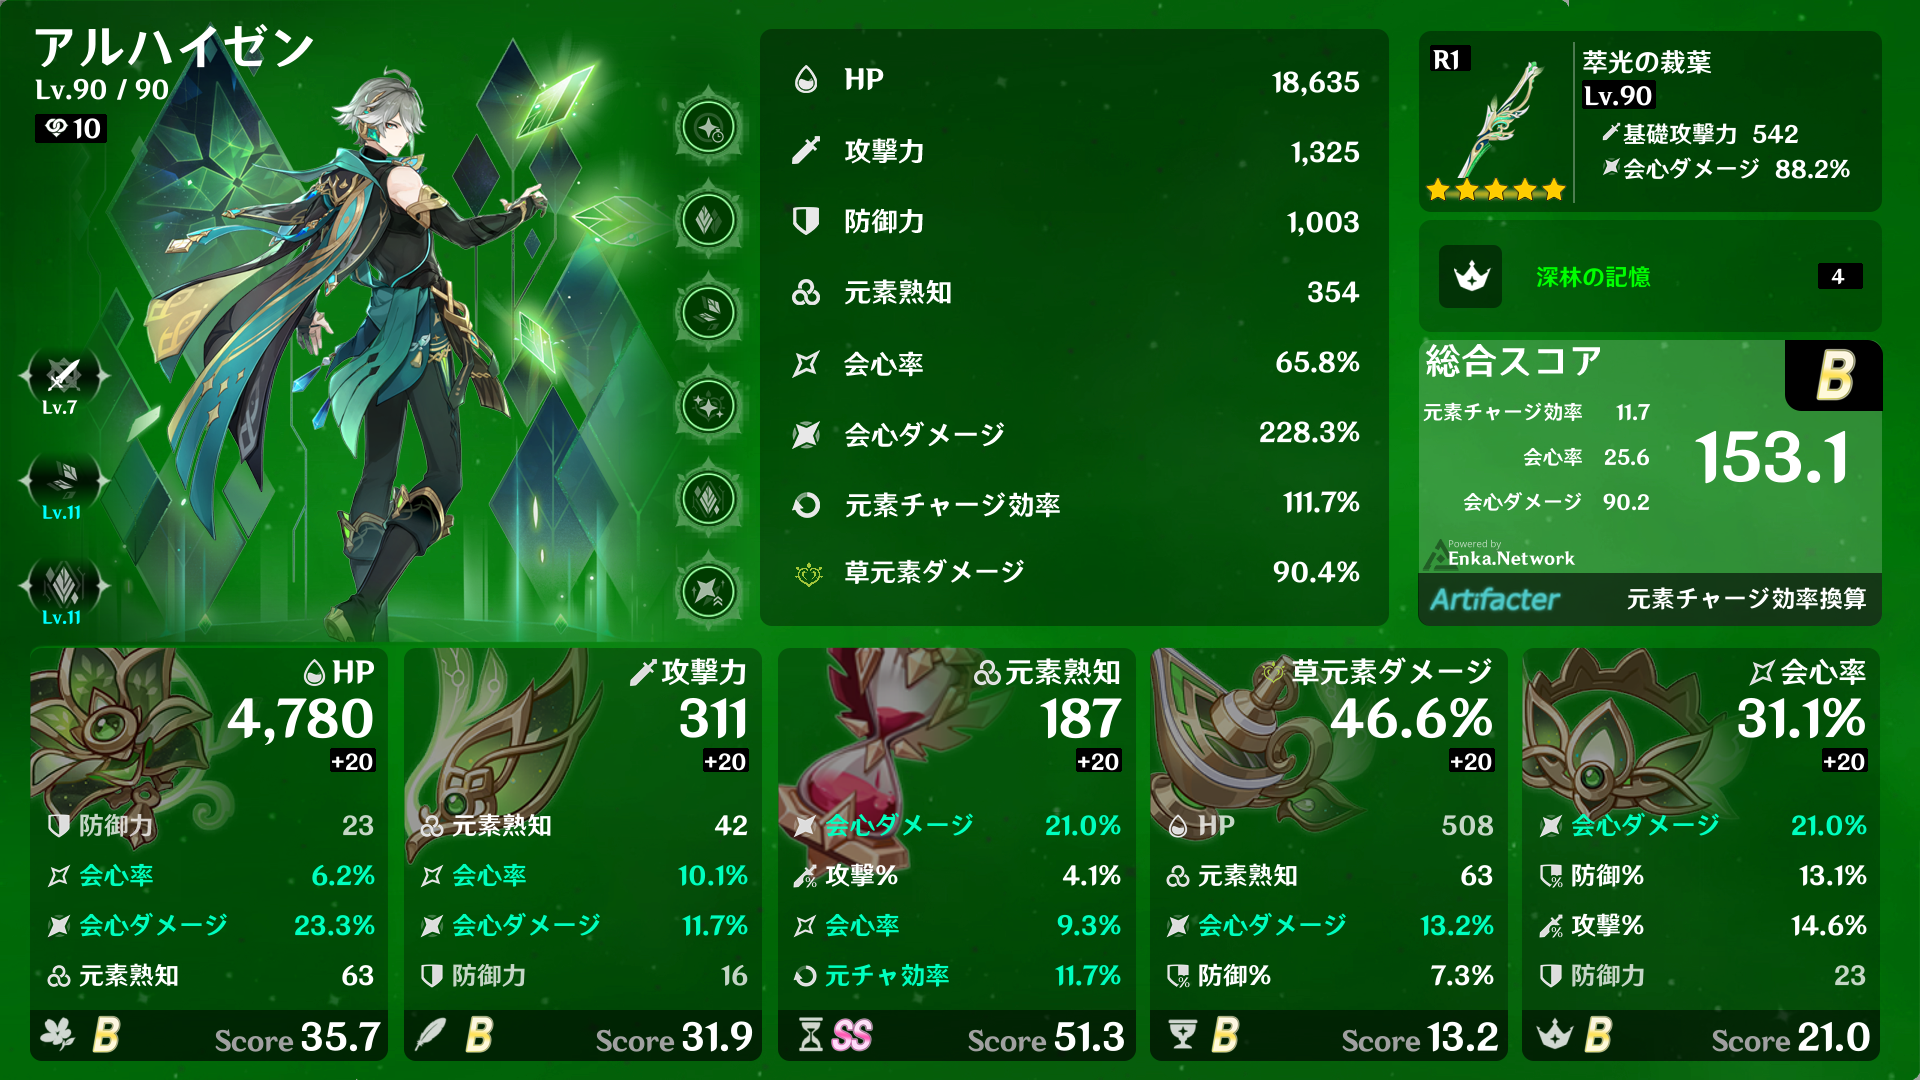 アルハイゼン
Lv.90 / 90
10
Lv.7
Lv.11
Lv.11
HP 18,635
攻撃力 1,325
防御力 1,003
元素熟知 354
会心率 65.8%
会心ダメージ 228.3%
元素チャージ効率 111.7%
草元素ダメージ 90.4%
R1
萃光の裁葉
Lv.90
基礎攻撃力 542
会心ダメージ 88.2%
深林の記憶 4
総合スコア B
元素チャージ効率 11.7
会心率 25.6
会心ダメージ 90.2
153.1
Powered by
Enka.Network
Artifacter 元素チャージ効率換算
HP
4,780
+20
防御力 23
会心率 6.2%
会心ダメージ 23.3%
元素熟知 63
B Score 35.7
攻撃力
311
+20
元素熟知 42
会心率 10.1%
会心ダメージ 11.7%
防御力 16
B Score 31.9
元素熟知
187
+20
会心ダメージ 21.0%
攻撃% 4.1%
会心率 9.3%
元チャ効率 11.7%
SS Score 51.3
草元素ダメージ
46.6%
+20
HP 508
元素熟知 63
会心ダメージ 13.2%
防御% 7.3%
B Score 13.2
会心率
31.1%
+20
会心ダメージ 21.0%
防御% 13.1%
攻撃% 14.6%
防御力 23
B Score 21.0